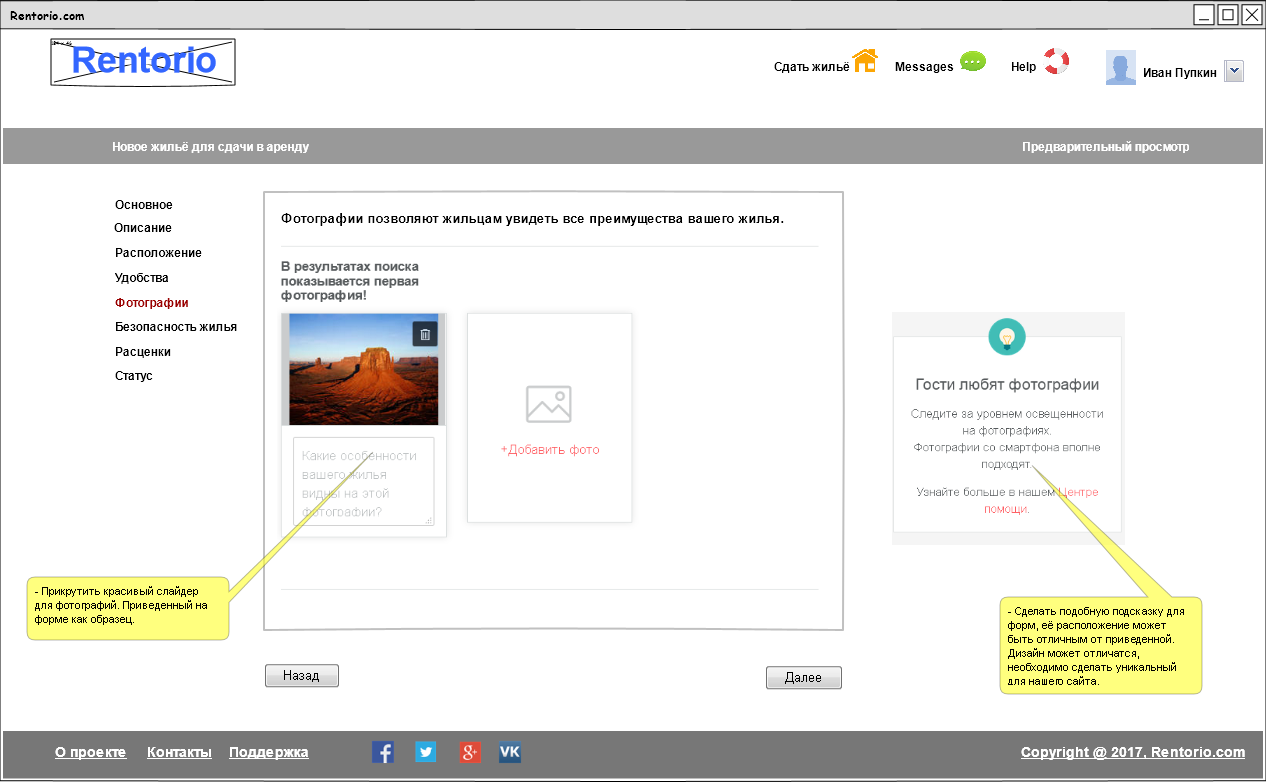 Rentorio.com
Rentorio
Сдать жильё
Messages
Help
Иван Пупкин
Новое жильё для сдачи в аренду
Предварительный просмотр
Основное
Описание
Расположение
Удобства
Фотографии
Безопасность жилья
Расценки
Статус
Фотографии позволяют жильцам увидеть все преимущества вашего жилья.
В результатах поиска
показывается первая
фотография!
Какие особенности
вашего жилья
видны на этой
фотографии?
+Добавить фото
Гости любят фотографии
Следите за уровнем освещенности
на фотографиях.
Фотографии со смартфона вполне
подходят.
Узнайте больше в нашем Центре
помощи.
- Прикрутить красивый слайдер
для фотографий. Приведенный на
форме как образец.
- Сделать подобную подсказку для
форм, её расположение может
быть отличным от приведенной.
Дизайн может отличатся,
необходимо сделать уникальный
для нашего сайта.
Назад
Далее
О проекте
Контакты
Поддержка
f
g+
VK
Copyright @ 2017, Rentorio.com